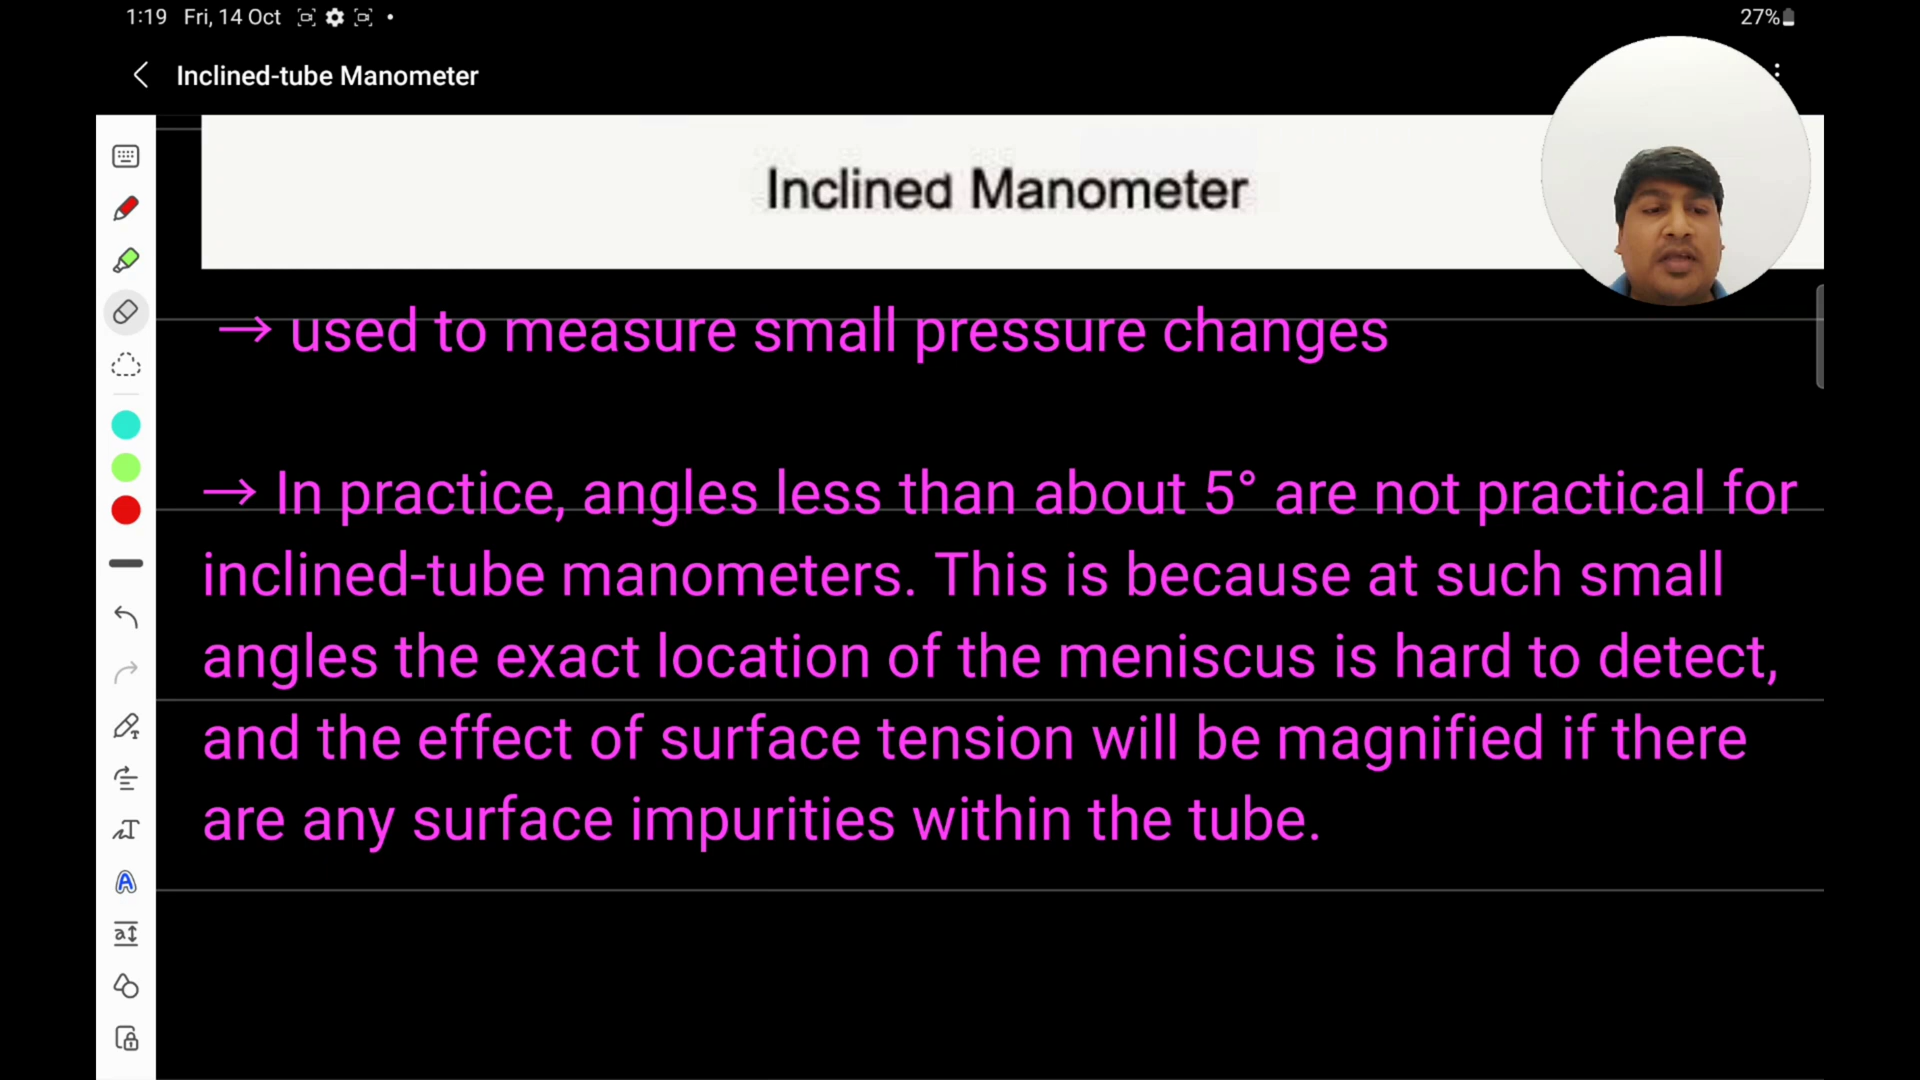 1:19 Fri, 14 Oct
27%
Inclined-tube Manometer
Inclined Manometer
→ used to measure small pressure changes
→ In practice, angles less than about 5° are not practical for
inclined-tube manometers. This is because at such small
angles the exact location of the meniscus is hard to detect,
and the effect of surface tension will be magnified if there
are any surface impurities within the tube.